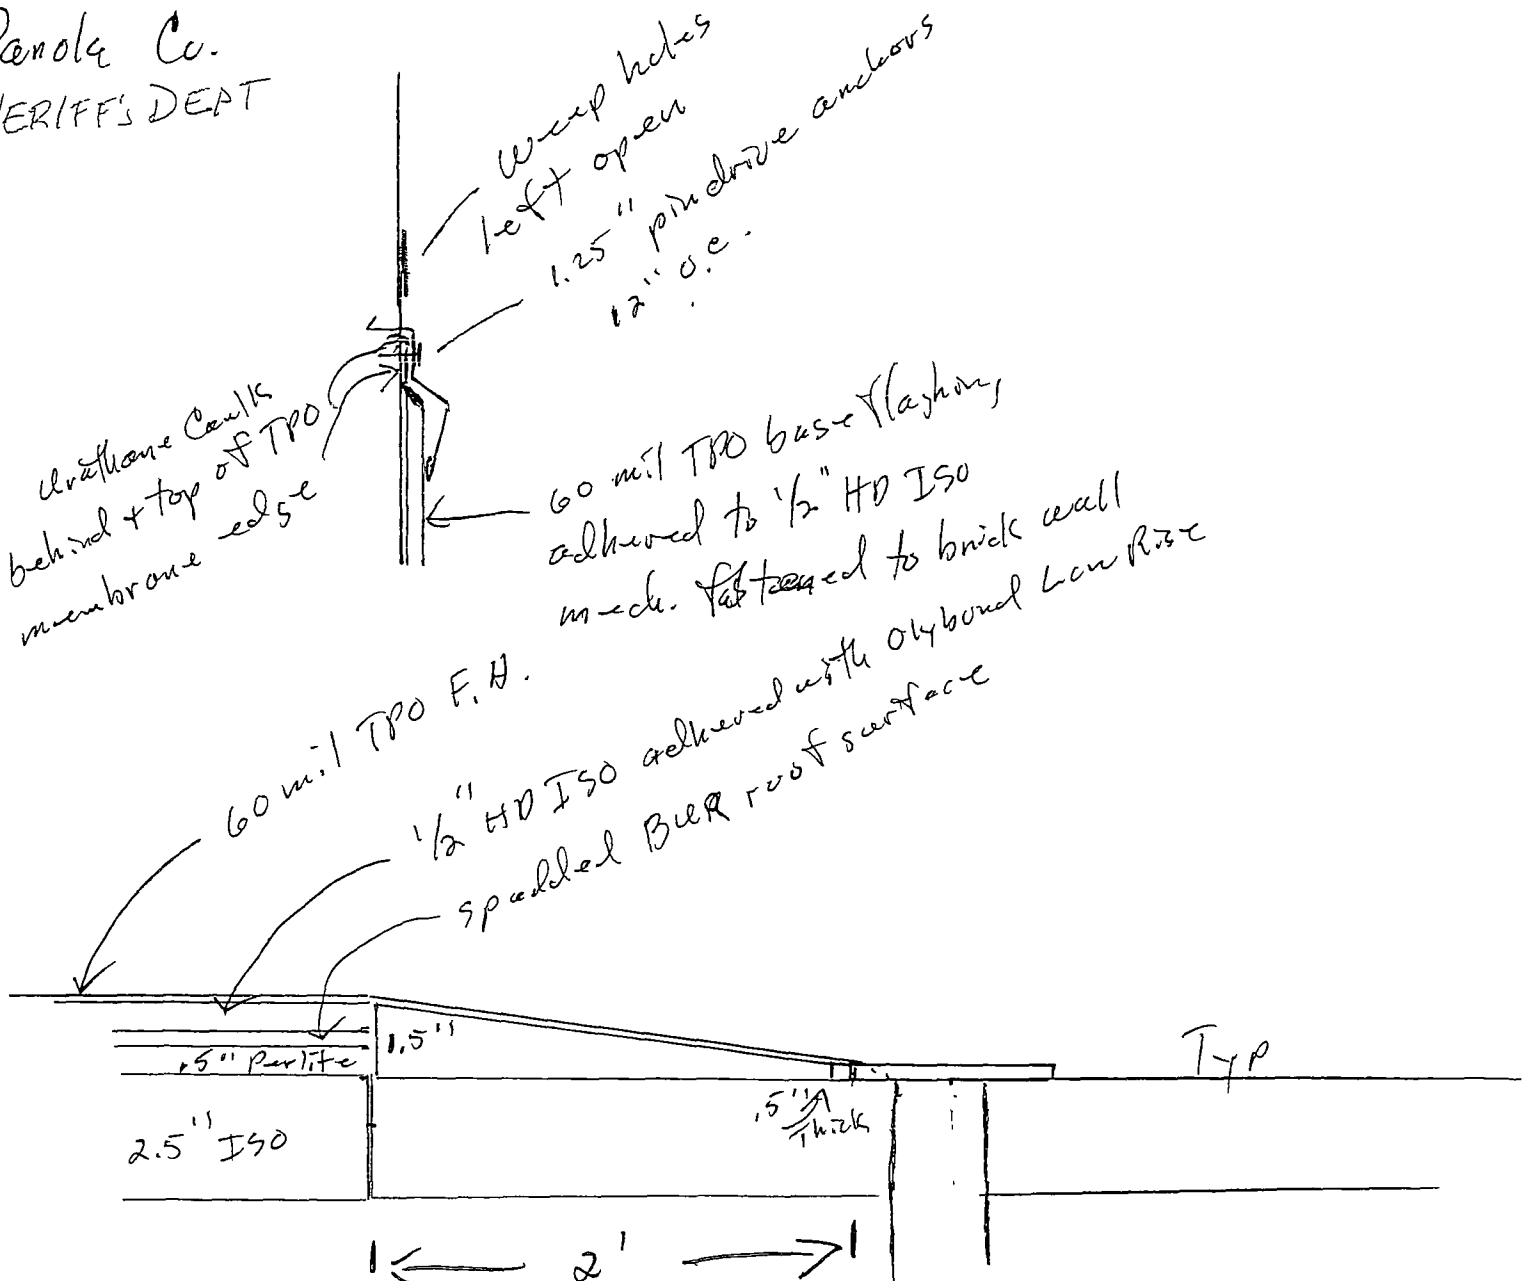 Panola Co.
SHERIFF'S DEPT
weep holes
left open
1.25" pin drive anchors
12" o.c.
urathane Caulk
behind + top of TPO
membrane edge
60 mil TPO base flashing
adhered to 1/2" HD ISO
mech. fastened to brick wall
60 mil TPO F.A.
1/2" HD ISO adhered with Olybond Low Rise
spudded BUR roof surface
1.5"
.5" Perlite
Typ
.5"
Thick
2.5" ISO
2'